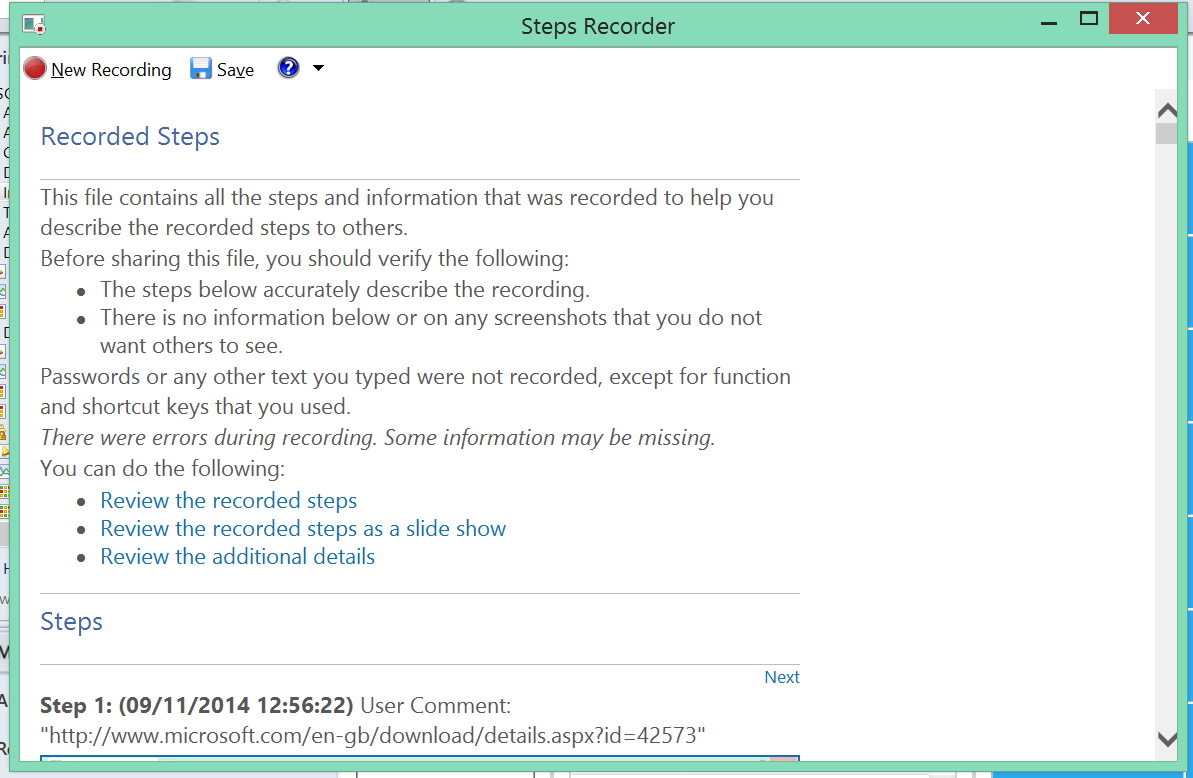 Steps Recorder
New Recording Save
Recorded Steps
This file contains all the steps and information that was recorded to help you
describe the recorded steps to others.
Before sharing this file, you should verify the following:
The steps below accurately describe the recording.
There is no information below or on any screenshots that you do not
want others to see.
Passwords or any other text you typed were not recorded, except for function
and shortcut keys that you used.
There were errors during recording. Some information may be missing.
You can do the following:
Review the recorded steps
Review the recorded steps as a slide show
Review the additional details
Steps
Next
Step 1: (09/11/2014 12:56:22) User Comment:
"http://www.microsoft.com/en-gb/download/details.aspx?id=42573"